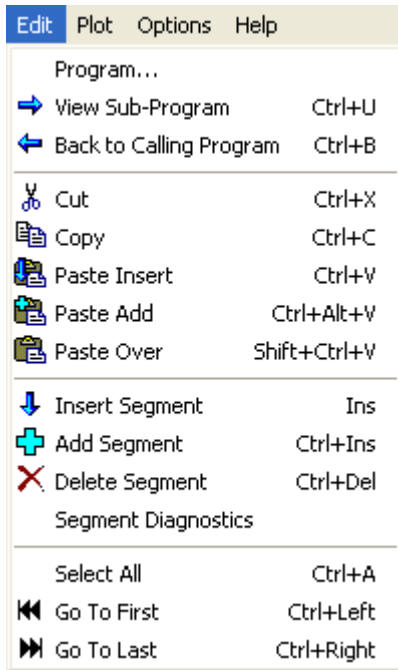 Edit Plot Options Help
Program...
View Sub-Program Ctrl+U
Back to Calling Program Ctrl+B
Cut Ctrl+X
Copy Ctrl+C
Paste Insert Ctrl+V
Paste Add Ctrl+Alt+V
Paste Over Shift+Ctrl+V
Insert Segment Ins
Add Segment Ctrl+Ins
Delete Segment Ctrl+Del
Segment Diagnostics
Select All Ctrl+A
Go To First Ctrl+Left
Go To Last Ctrl+Right